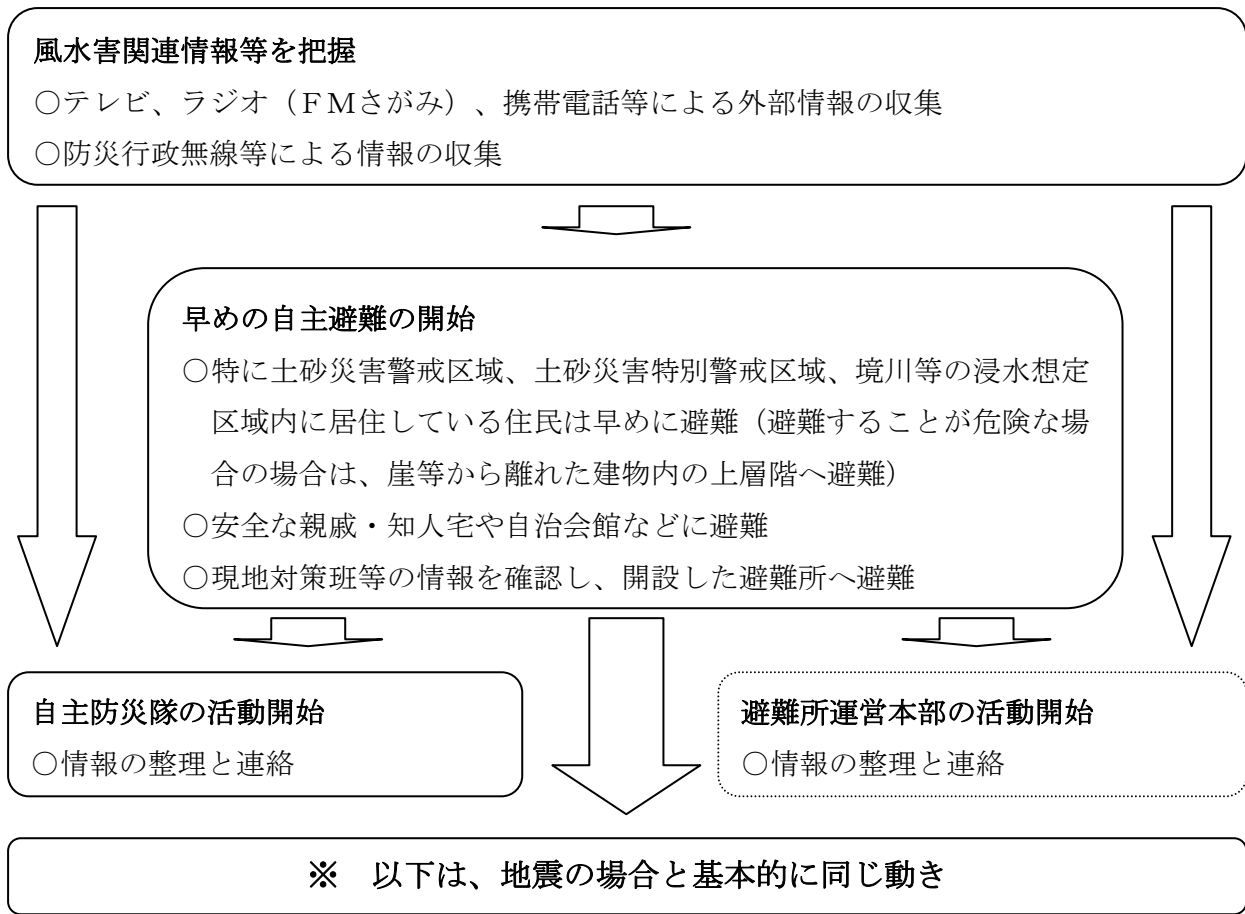 風水害関連情報等を把握
○テレビ、ラジオ（ＦＭさがみ）、携帯電話等による外部情報の収集
○防災行政無線等による情報の収集
早めの自主避難の開始
○特に土砂災害警戒区域、土砂災害特別警戒区域、境川等の浸水想定
区域内に居住している住民は早めに避難（避難することが危険な場
合の場合は、崖等から離れた建物内の上層階へ避難）
○安全な親戚・知人宅や自治会館などに避難
○現地対策班等の情報を確認し、開設した避難所へ避難
自主防災隊の活動開始
○情報の整理と連絡
避難所運営本部の活動開始
○情報の整理と連絡
※　以下は、地震の場合と基本的に同じ動き